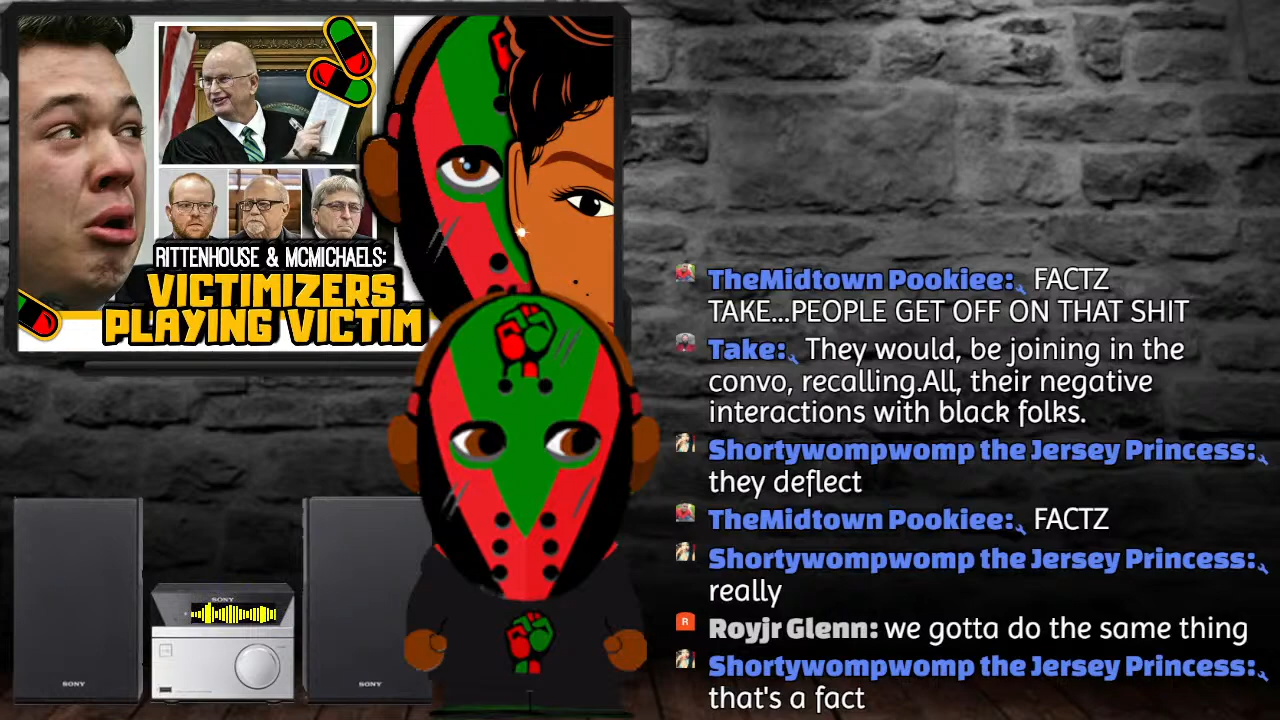 RITTENHOUSE & MCMICHAELS:
VICTIMIZERS
PLAYING VICTIM
TheMidtown Pookiee: FACTZ
TAKE...PEOPLE GET OFF ON THAT SHIT
Take: They would, be joining in the
convo, recalling.All, their negative
interactions with black folks.
Shortywompwomp the Jersey Princess:
they deflect
TheMidtown Pookiee: FACTZ
Shortywompwomp the Jersey Princess:
really
R Royjr Glenn: we gotta do the same thing
Shortywompwomp the Jersey Princess:
that's a fact
SONY
SONY
SONY